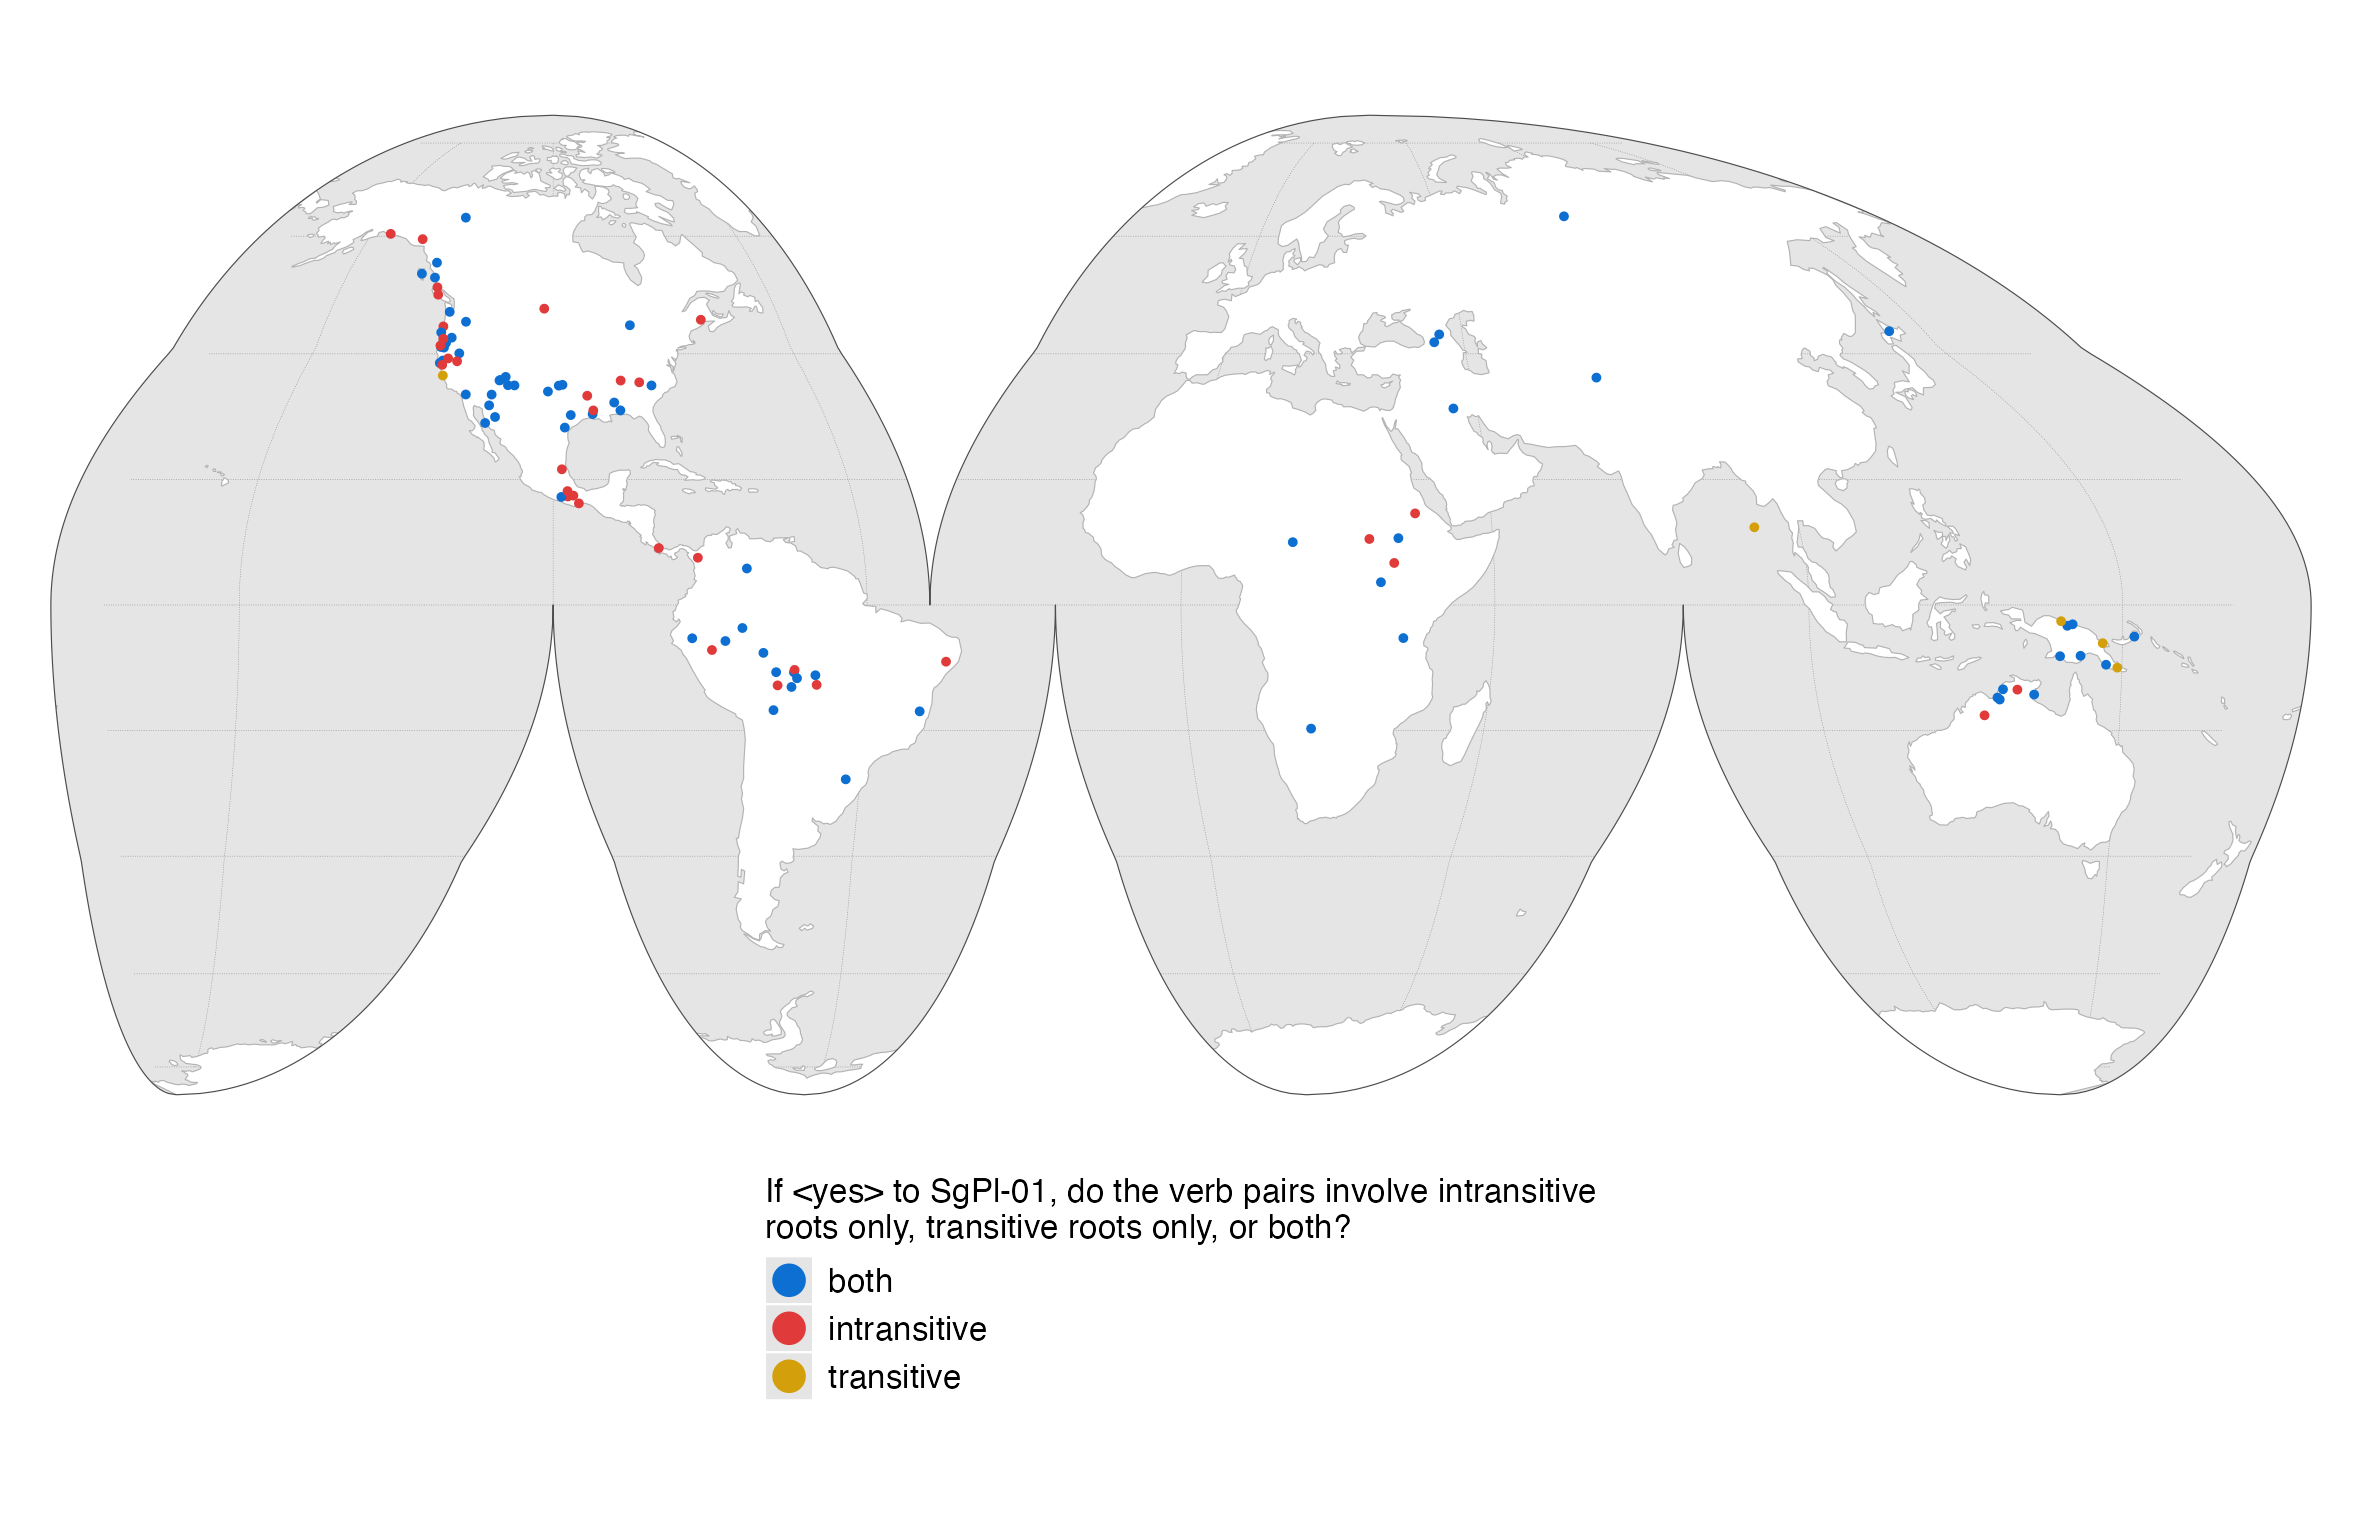 If <yes> to SgPl-01, do the verb pairs involve intransitive
roots only, transitive roots only, or both?
both
intransitive
transitive